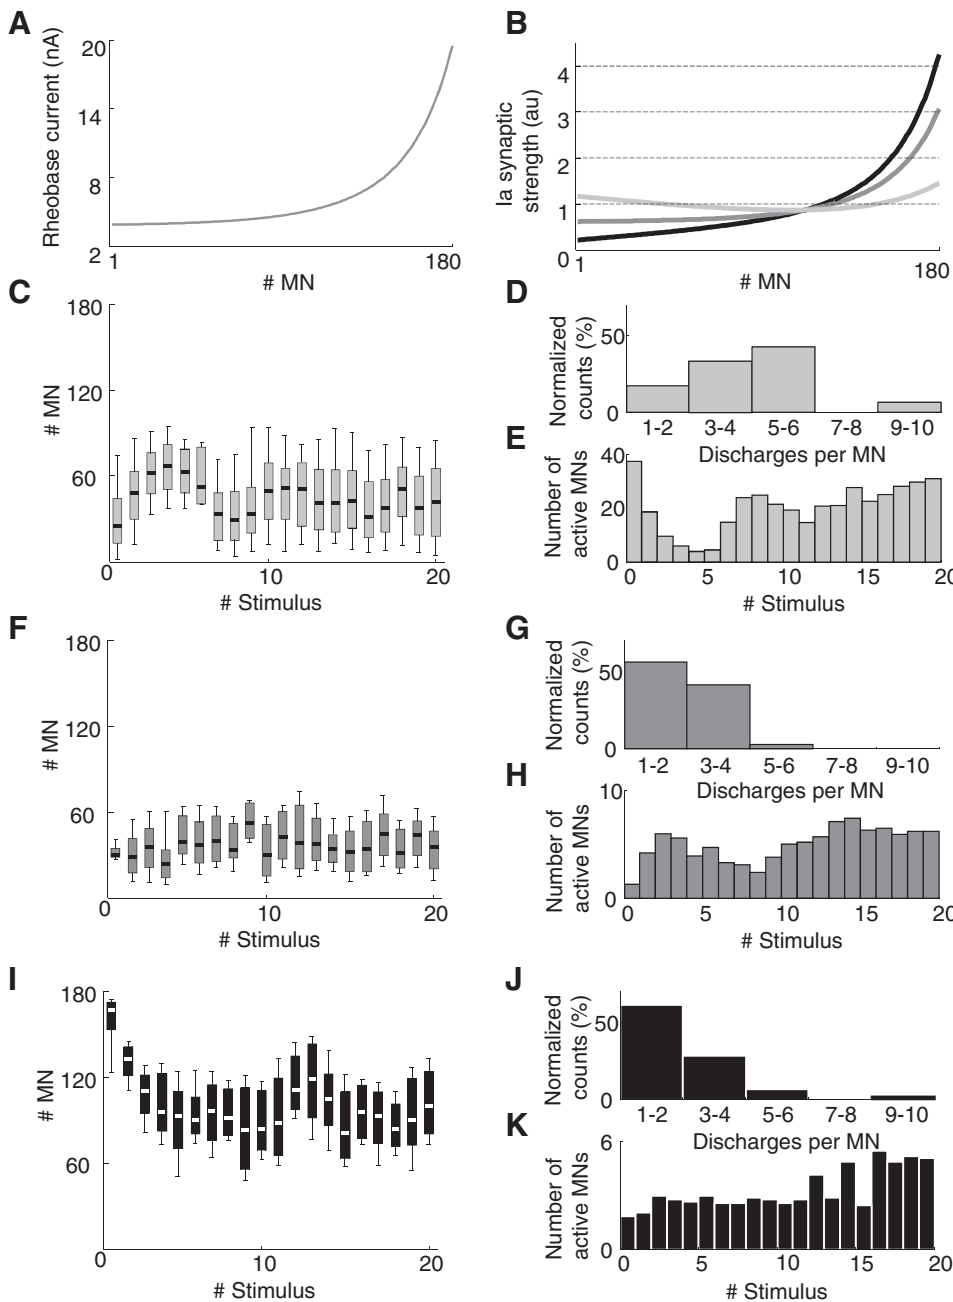 A
Rheobase current (nA)
20
14
8
2
1
180
# MN
B
Ia synaptic
strength (au)
4
3
2
1
0
1
180
# MN
C
# MN
180
120
60
0
10
20
# Stimulus
D
Normalized
counts (%)
50
0
1-2 3-4 5-6 7-8 9-10
Discharges per MN
E
Number of
active MNs
40
20
0
0 5 10 15 20
# Stimulus
F
# MN
180
120
60
0
10
20
# Stimulus
G
Normalized
counts (%)
50
0
1-2 3-4 5-6 7-8 9-10
Discharges per MN
H
Number of
active MNs
10
0
0 5 10 15 20
# Stimulus
I
# MN
180
120
60
0
10
20
# Stimulus
J
Normalized
counts (%)
50
0
1-2 3-4 5-6 7-8 9-10
Discharges per MN
K
Number of
active MNs
6
0
0 5 10 15 20
# Stimulus